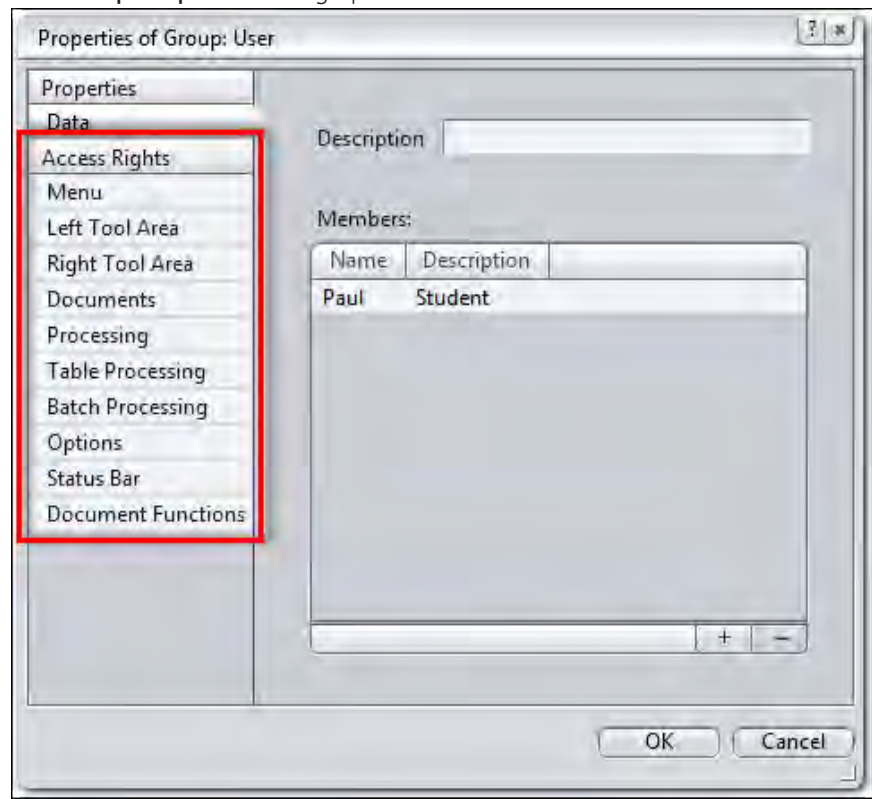 Properties of Group: User
? ×
Properties
Data
Access Rights
Menu
Left Tool Area
Right Tool Area
Documents
Processing
Table Processing
Batch Processing
Options
Status Bar
Document Functions
Description
Members:
Name Description
Paul Student
+ −
OK Cancel